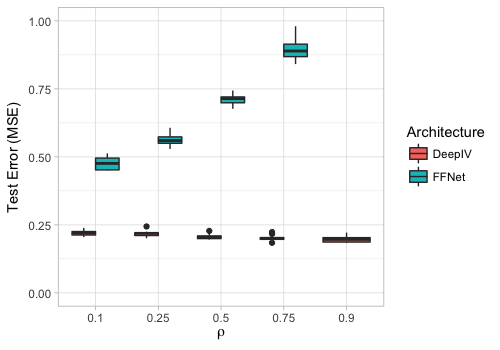 Test Error (MSE)
1.00
0.75
0.50
0.25
0.00
0.1 0.25 0.5 0.75 0.9
ρ
Architecture
DeepIV
FFNet